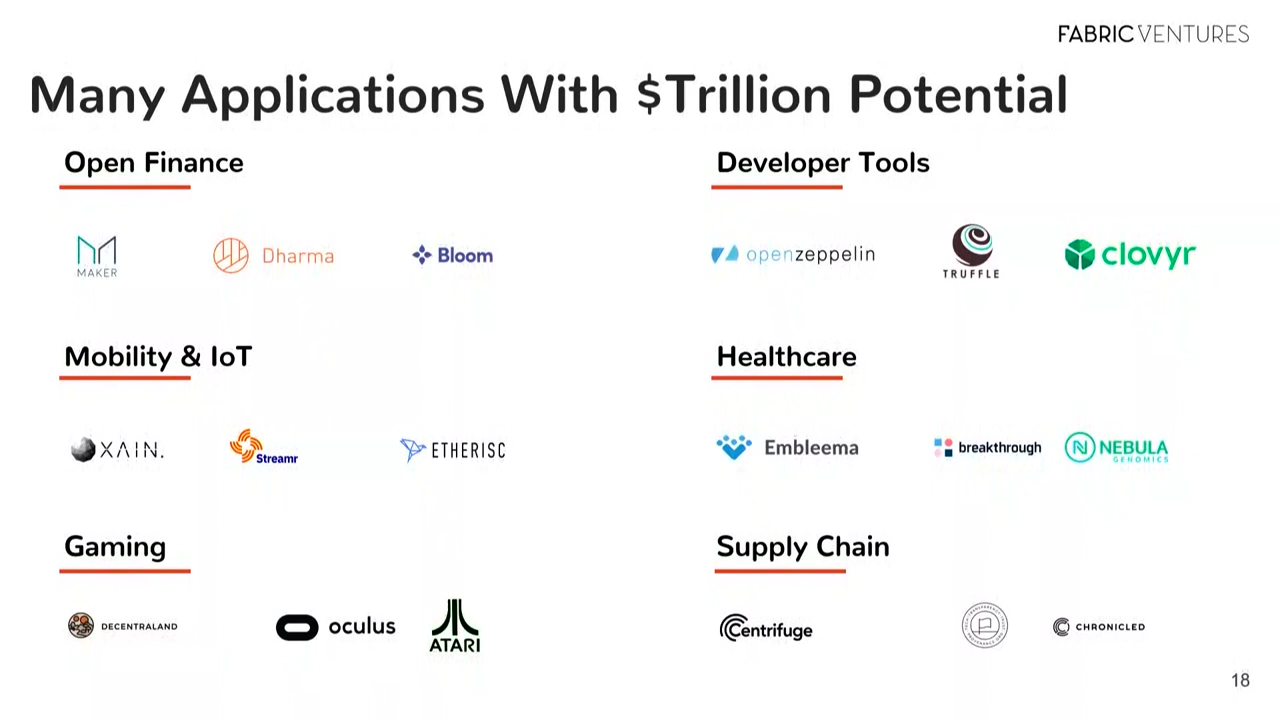 FABRIC VENTURES
Many Applications With $Trillion Potential
Open Finance
MAKER
Dharma
Bloom
Developer Tools
openzeppelin
TRUFFLE
clovyr
Mobility & IoT
XAIN.
Streamr
ETHERISC
Healthcare
Embleema
breakthrough
NEBULA
GENOMICS
Gaming
DECENTRALAND
oculus
ATARI
Supply Chain
Centrifuge
CHRONICLED
18